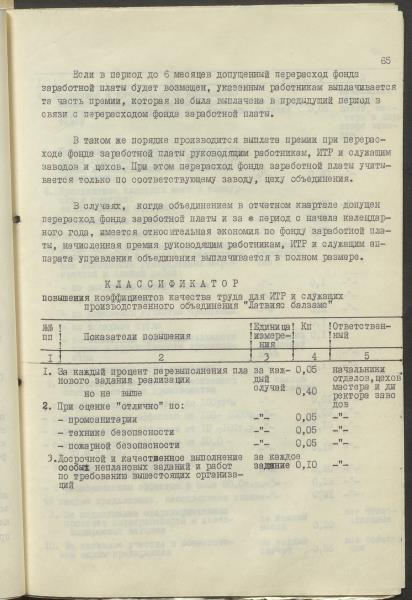 65
Если в период до 6 месяцев допущенный перерасход фонда
заработной платы будет возмещен, указанным работникам выплачивается
та часть премии, которая не была выплачена в предыдущий период в
связи с перерасходом фонда заработной платы.
В таком же порядке производится выплата премии при перерас-
ходе фонда заработной платы руководящим работникам, ИТР и служащим
заводов и цехов. При этом перерасход фонда заработной платы учиты-
вается только по соответствующему заводу, цеху объединения.
В случаях, когда объединением в отчетном квартале допущен
перерасход фонда заработной платы и за период с начала календар-
ного года, имеется относительная экономия по фонду заработной пла-
ты, начисленная премия руководящим работникам, ИТР и служащим ап-
парата управления объединения выплачивается в полном размере.
КЛАССИФИКАТОР
повышения коэффициентов качества труда для ИТР и служащих
производственного объединения "Латвияс балзамс"
№№ ! ! Единица! Кп !Ответствен-
пп ! Показатели повышения ! измере-! ! ный
! ! ния ! !
I ! 2 ! 3 ! 4 ! 5
I. За каждый процент перевыполнения пла за каж- 0,05 начальники
нового задания реализации дый отделов,цехов
но не выше случай 0,40 мастера и ди
ректора заво
2. При оценке "отлично" по: дов
- промсанитарии -"- 0,05 -"-
- технике безопасности -"- 0,05 -"-
- пожарной безопасности -"- 0,05 -"-
3.Досрочной и качественное выполнение за каждое
особых неплановых заданий и работ задание 0,10 -"-
по требованию вышестоящих организа-
ций